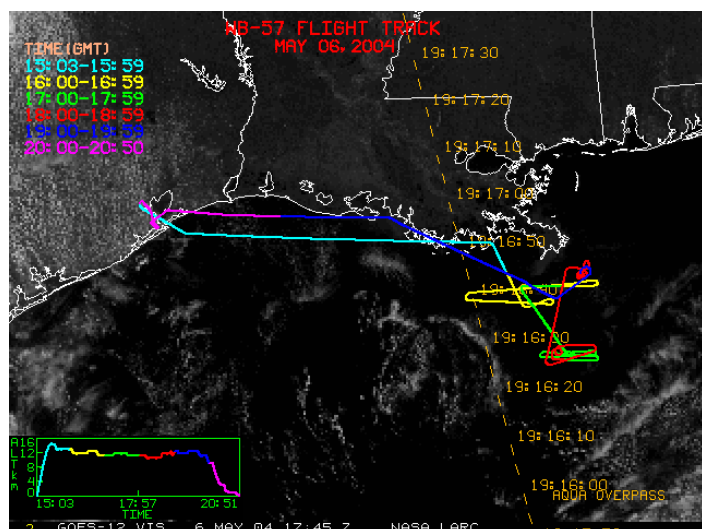 WB-57 FLIGHT TRACK
MAY 06, 2004
TIME(GMT)
15:03-15:59
16:00-16:59
17:00-17:59
18:00-18:59
19:00-19:59
20:00-20:50
19:17:30
19:17:20
19:17:10
19:17:00
19:16:50
19:16:20
19:16:20
19:16:10
19:16:00
AQUA OVERPASS
ALT km
16
12
8
4
0
15:03 17:57 20:51
TIME
2 GOES-12 VIS 6 MAY 04 17:45 Z NASA LARC